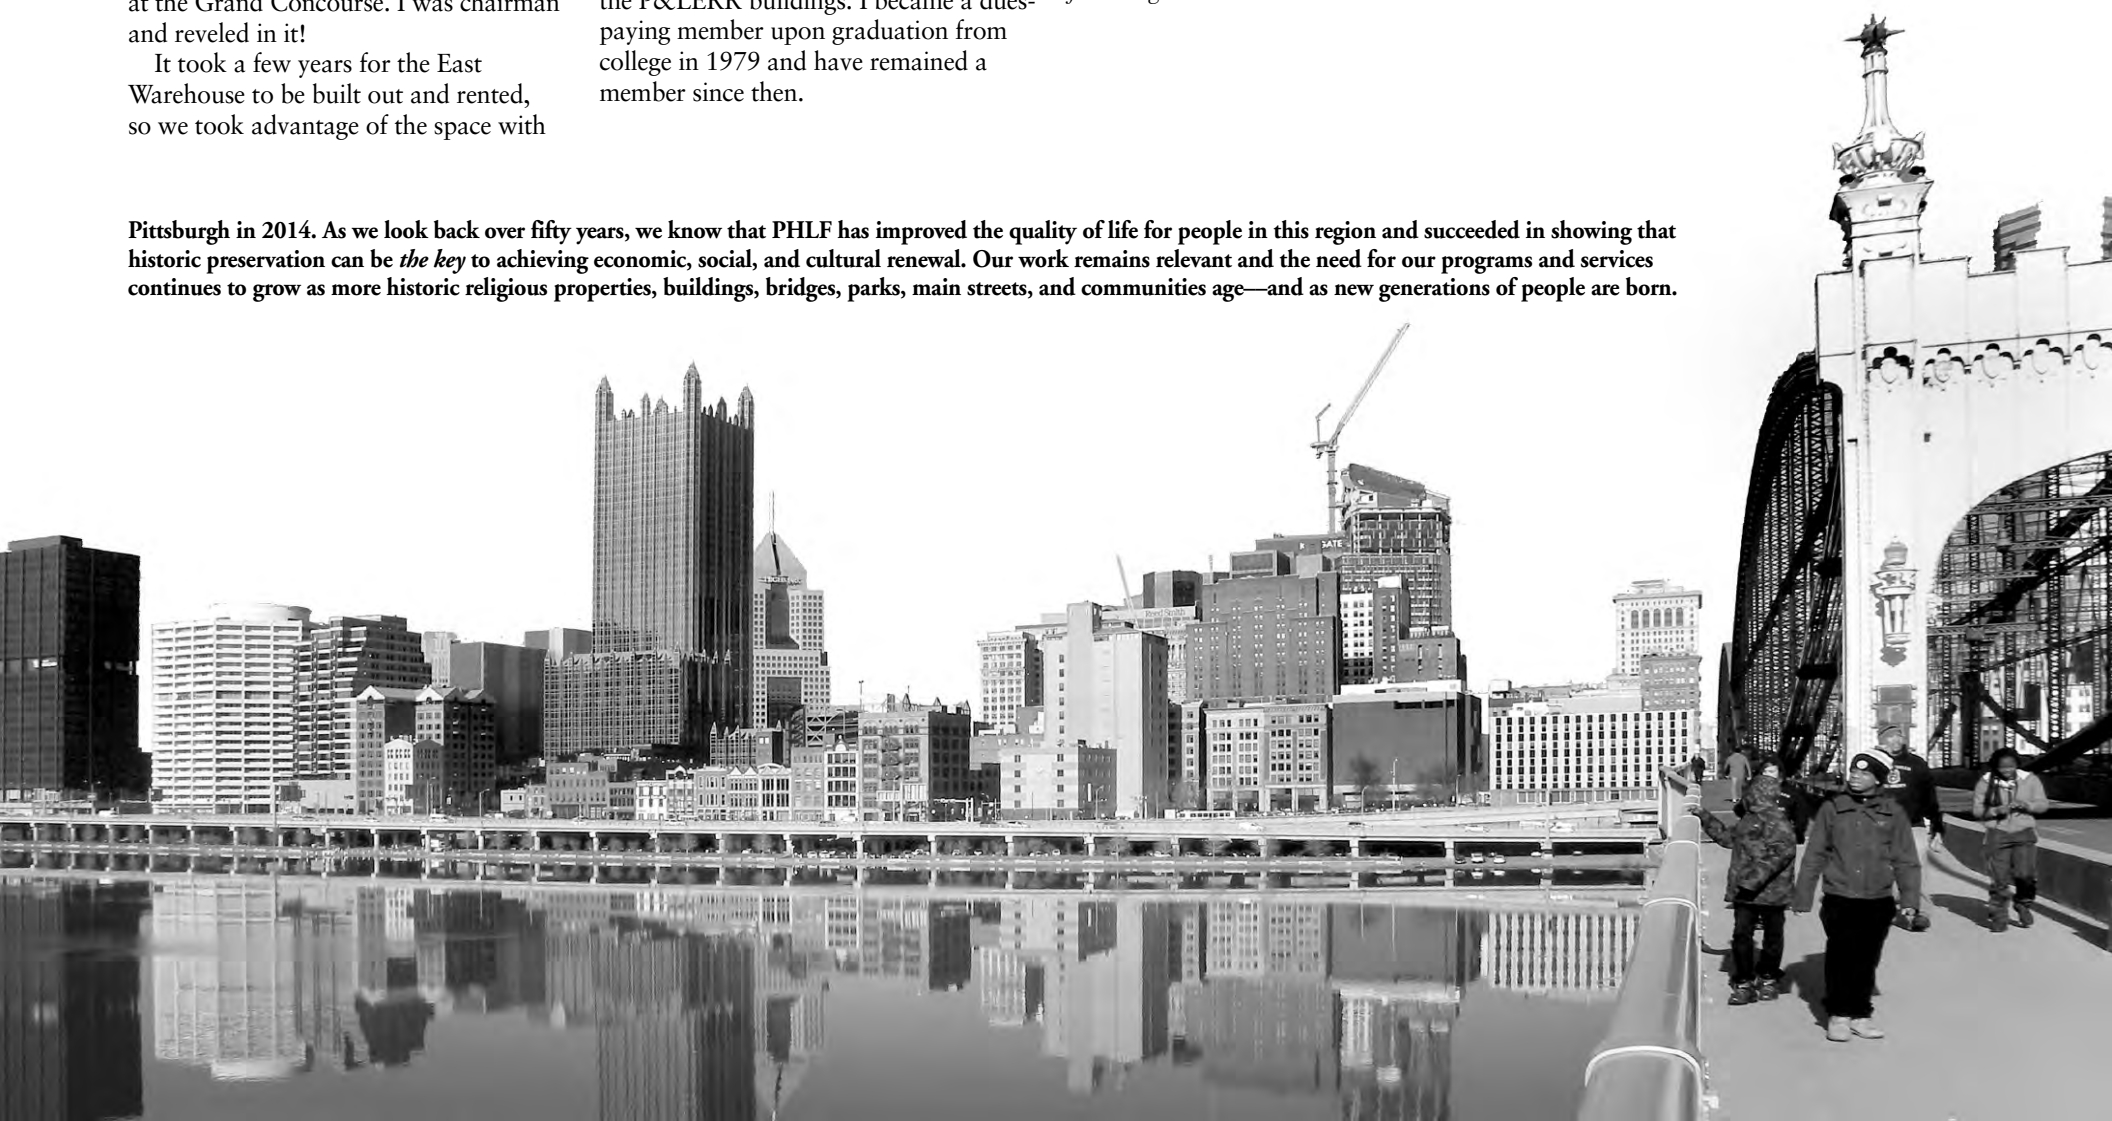 at the Grand Concourse. I was chairman
and reveled in it!
It took a few years for the East
Warehouse to be built out and rented,
so we took advantage of the space with
the P&LERR buildings. I became a dues-
paying member upon graduation from
college in 1979 and have remained a
member since then.
Pittsburgh in 2014. As we look back over fifty years, we know that PHLF has improved the quality of life for people in this region and succeeded in showing that
historic preservation can be the key to achieving economic, social, and cultural renewal. Our work remains relevant and the need for our programs and services
continues to grow as more historic religious properties, buildings, bridges, parks, main streets, and communities age—and as new generations of people are born.
Reed Smith